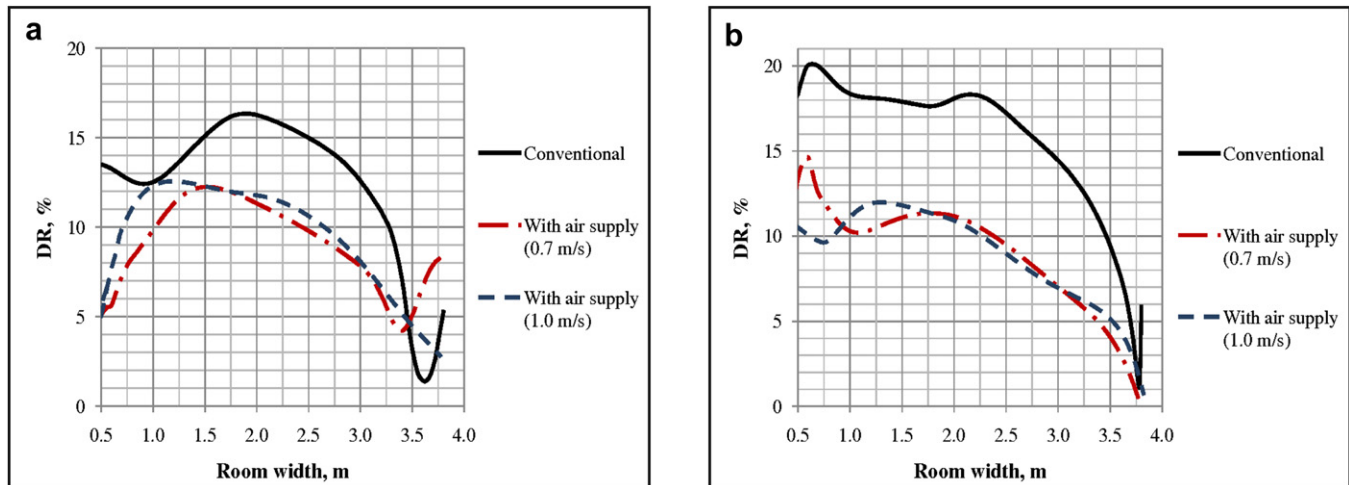 a
20
15
10
5
0
DR, %
0.5 1.0 1.5 2.0 2.5 3.0 3.5 4.0
Room width, m
Conventional
With air supply
(0.7 m/s)
With air supply
(1.0 m/s)
b
20
15
10
5
0
DR, %
0.5 1.0 1.5 2.0 2.5 3.0 3.5 4.0
Room width, m
Conventional
With air supply
(0.7 m/s)
With air supply
(1.0 m/s)